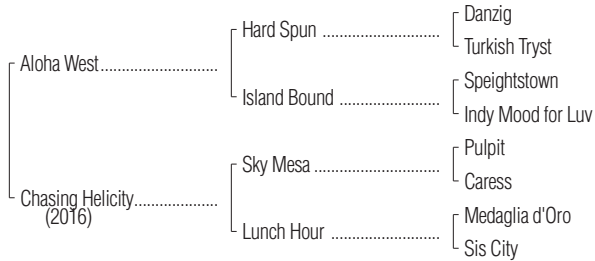 Danzig
Hard Spun ..............................
Turkish Tryst
Aloha West..............................
Speightstown
Island Bound .........................
Indy Mood for Luv
Pulpit
Sky Mesa ...............................
Caress
Chasing Helicity.....................
(2016)
Medaglia d'Oro
Lunch Hour ...........................
Sis City